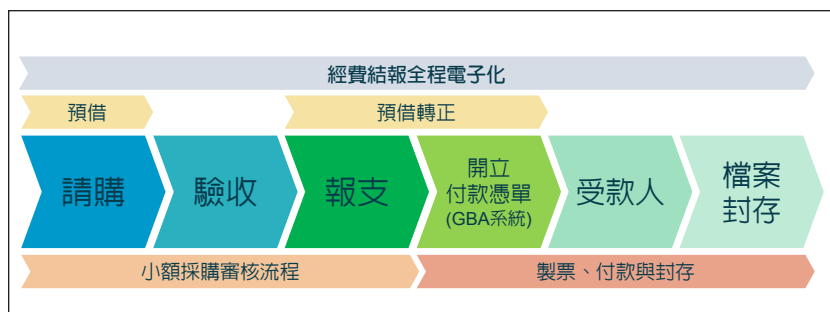 經費結報全程電子化
預借
預借轉正
請購
驗收
報支
開立
付款憑單
(GBA系統)
受款人
檔案
封存
小額採購審核流程
製票、付款與封存